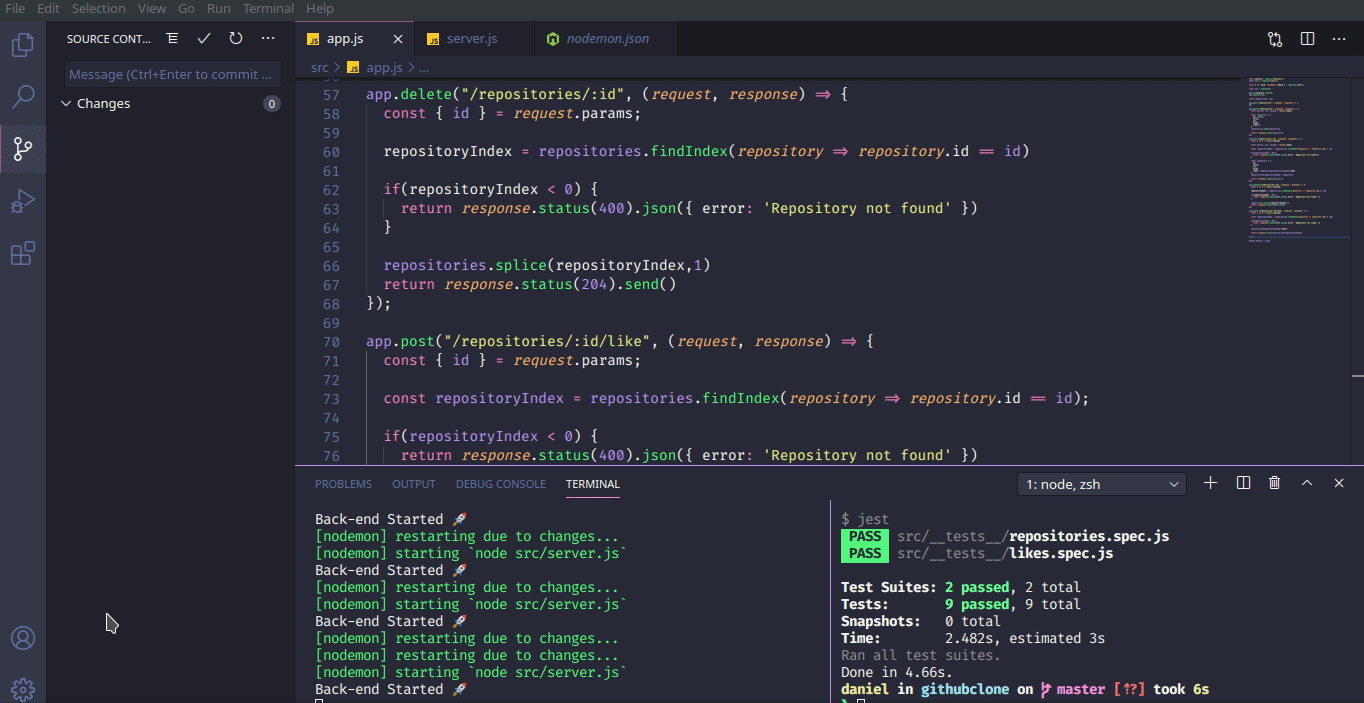 File Edit Selection View Go Run Terminal Help
SOURCE CONT...
Message (Ctrl+Enter to commit ...
Changes 0
app.js server.js nodemon.json
src > app.js > ...
57 app.delete("/repositories/:id", (request, response) => {
58 const { id } = request.params;
59
60 repositoryIndex = repositories.findIndex(repository => repository.id == id)
61
62 if(repositoryIndex < 0) {
63 return response.status(400).json({ error: 'Repository not found' })
64 }
65
66 repositories.splice(repositoryIndex,1)
67 return response.status(204).send()
68 });
69
70 app.post("/repositories/:id/like", (request, response) => {
71 const { id } = request.params;
72
73 const repositoryIndex = repositories.findIndex(repository => repository.id == id);
74
75 if(repositoryIndex < 0) {
76 return response.status(400).json({ error: 'Repository not found' })
PROBLEMS OUTPUT DEBUG CONSOLE TERMINAL
1: node, zsh
Back-end Started 🚀
[nodemon] restarting due to changes...
[nodemon] starting `node src/server.js`
Back-end Started 🚀
[nodemon] restarting due to changes...
[nodemon] starting `node src/server.js`
Back-end Started 🚀
[nodemon] restarting due to changes...
[nodemon] restarting due to changes...
[nodemon] starting `node src/server.js`
Back-end Started 🚀
$ jest
PASS src/__tests__/repositories.spec.js
PASS src/__tests__/likes.spec.js
Test Suites: 2 passed, 2 total
Tests: 9 passed, 9 total
Snapshots: 0 total
Time: 2.482s, estimated 3s
Ran all test suites.
Done in 4.66s.
daniel in githubclone on master [⇡?] took 6s